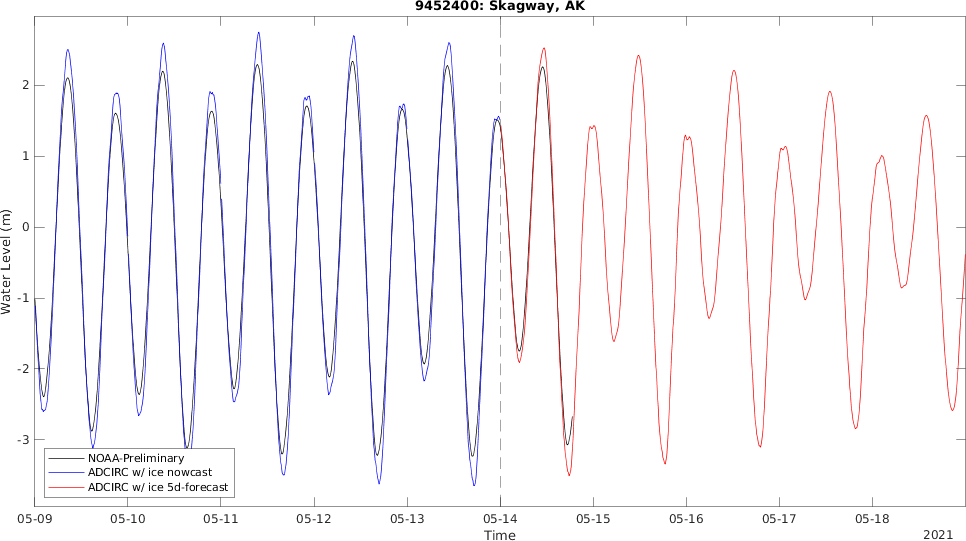 9452400: Skagway, AK
2
1
0
-1
-2
-3
Water Level (m)
NOAA-Preliminary
ADCIRC w/ ice nowcast
ADCIRC w/ ice 5d-forecast
05-09 05-10 05-11 05-12 05-13 05-14 05-15 05-16 05-17 05-18
Time
2021